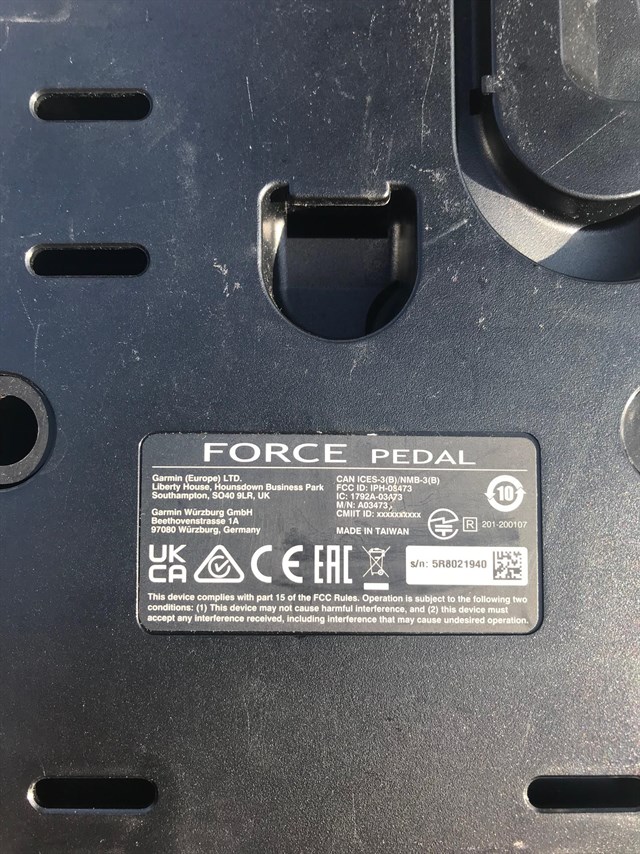 FORCE PEDAL
Garmin (Europe) LTD.
Liberty House, Hounsdown Business Park
Southampton, SO40 9LR, UK
Garmin Würzburg GmbH
Beethovenstrasse 1A
97080 Würzburg, Germany
CAN ICES-3(B)/NMB-3(B)
FCC ID: IPH-03473
IC: 1792A-03473
M/N: A03473
CMIIT ID: xxxxxxxxxx
MADE IN TAIWAN
10
R 201-200107
UK
CA
CE EAC
s/n: 5R8021940
This device complies with part 15 of the FCC Rules. Operation is subject to the following two
conditions: (1) This device may not cause harmful interference, and (2) this device must
accept any interference received, including interference that may cause undesired operation.